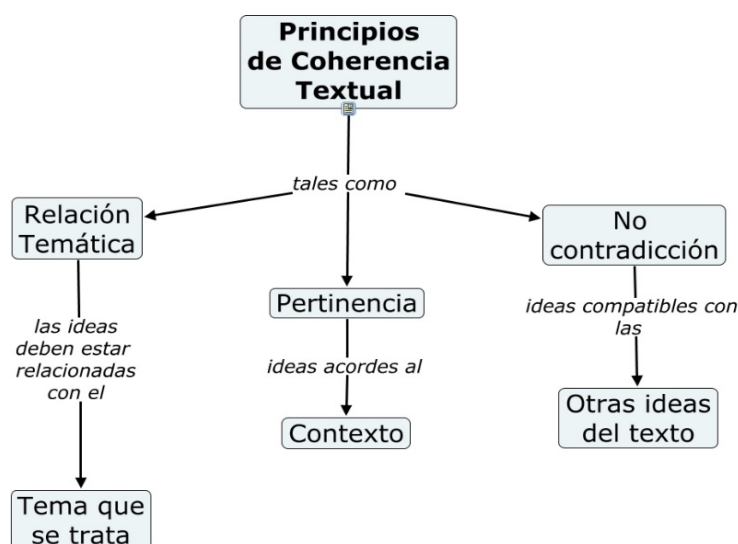 Principios
de Coherencia
Textual
tales como
Relación
Temática
las ideas
deben estar
relacionadas
con el
Tema que
se trata
Pertinencia
ideas acordes al
Contexto
No
contradicción
ideas compatibles con
las
Otras ideas
del texto